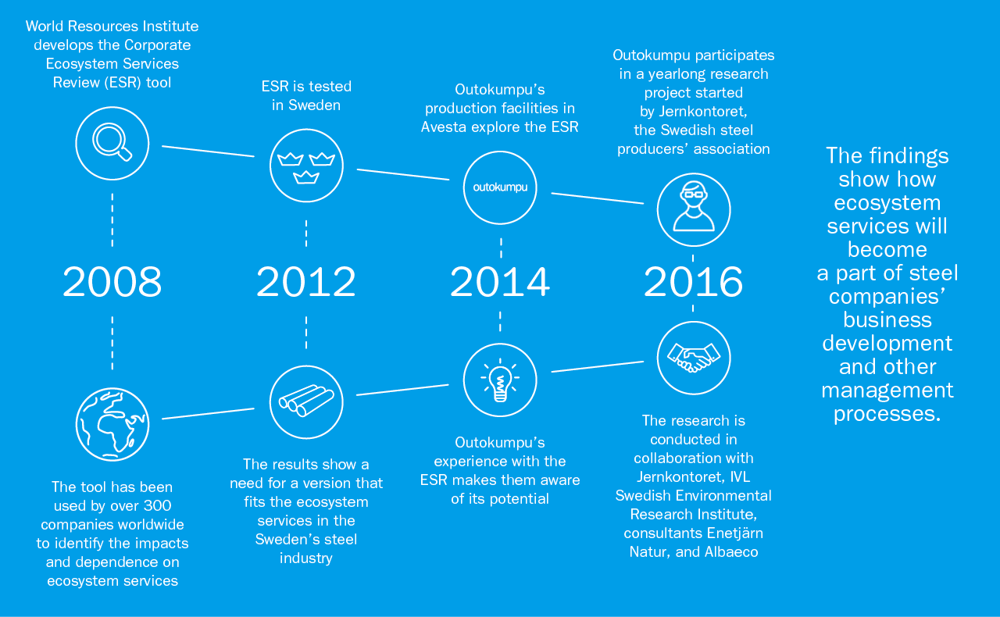 World Resources Institute
develops the Corporate
Ecosystem Services
Review (ESR) tool
2008
The tool has been
used by over 300
companies worldwide
to identify the impacts
and dependence on
ecosystem services
ESR is tested
in Sweden
2012
The results show a
need for a version that
fits the ecosystem
services in the
Sweden's steel
industry
Outokumpu's
production facilities in
Avesta explore the ESR
outokumpu
2014
Outokumpu's
experience with the
ESR makes them aware
of its potential
Outokumpu participates
in a yearlong research
project started
by Jernkontoret,
the Swedish steel
producers' association
2016
The research is
conducted in
collaboration with
Jernkontoret, IVL
Swedish Environmental
Research Institute,
consultants Enetjärn
Natur, and Albaeco
The findings
show how
ecosystem
services will
become
a part of steel
companies'
business
development
and other
management
processes.